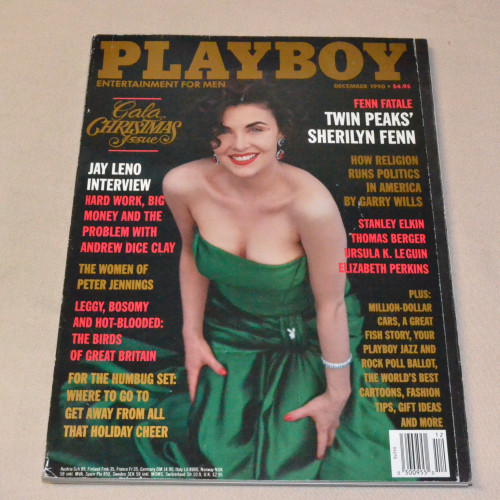 PLAYBOY
ENTERTAINMENT FOR MEN
DECEMBER 1990 • $4.95
Gala
CHRISTMAS
Issue
FENN FATALE
TWIN PEAKS'
SHERILYN FENN
JAY LENO
INTERVIEW
HARD WORK, BIG
MONEY AND THE
PROBLEM WITH
ANDREW DICE CLAY
THE WOMEN OF
PETER JENNINGS
LEGGY, BOSOMY
AND HOT-BLOODED:
THE BIRDS
OF GREAT BRITAIN
FOR THE HUMBUG SET:
WHERE TO GO TO
GET AWAY FROM ALL
THAT HOLIDAY CHEER
HOW RELIGION
RUNS POLITICS
IN AMERICA
BY GARRY WILLS
STANLEY ELKIN
THOMAS BERGER
URSULA K. LEGUIN
ELIZABETH PERKINS
PLUS:
MILLION-DOLLAR
CARS, A GREAT
FISH STORY, YOUR
PLAYBOY JAZZ AND
ROCK POLL BALLOT,
THE WORLD'S BEST
CARTOONS, FASHION
TIPS, GIFT IDEAS
AND MORE
12